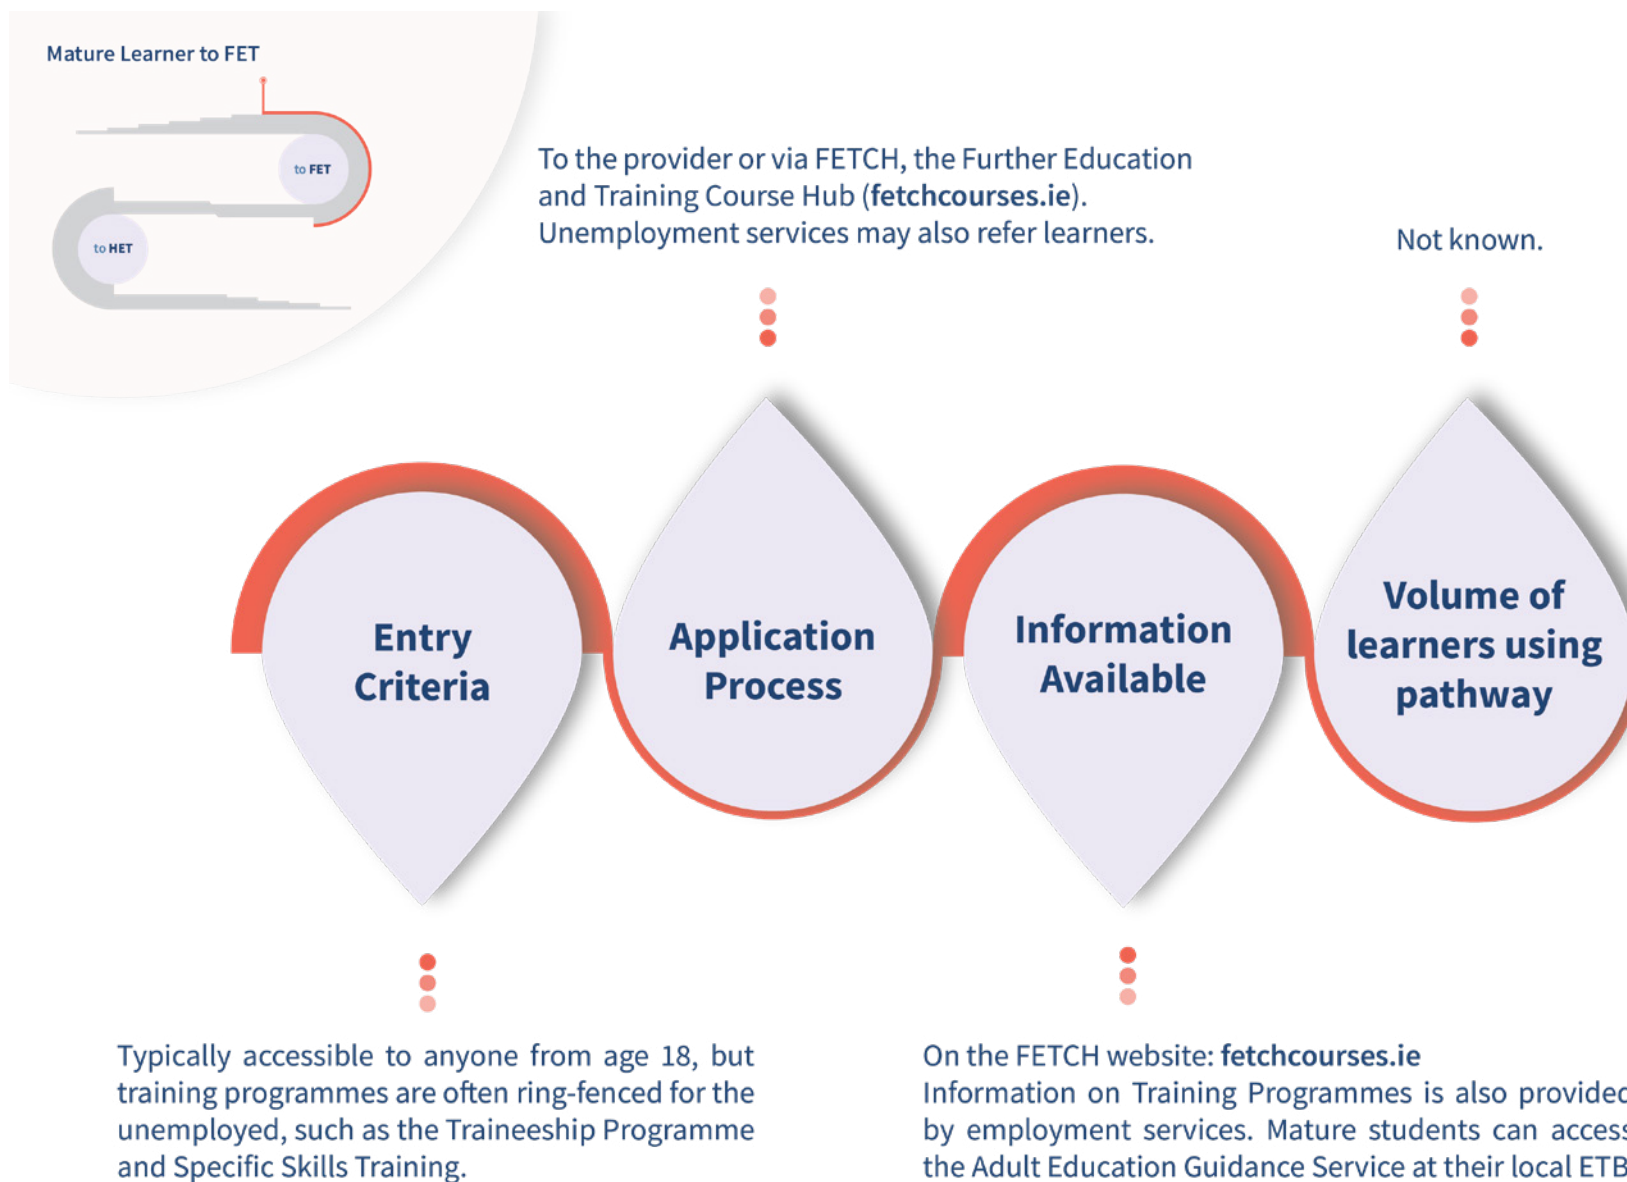 Mature Learner to FET
to FET
to HET
To the provider or via FETCH, the Further Education
and Training Course Hub (fetchcourses.ie).
Unemployment services may also refer learners.
Not known.
Entry
Criteria
Application
Process
Information
Available
Volume of
learners using
pathway
Typically accessible to anyone from age 18, but
training programmes are often ring-fenced for the
unemployed, such as the Traineeship Programme
and Specific Skills Training.
On the FETCH website: fetchcourses.ie
Information on Training Programmes is also provided
by employment services. Mature students can access
the Adult Education Guidance Service at their local ETB